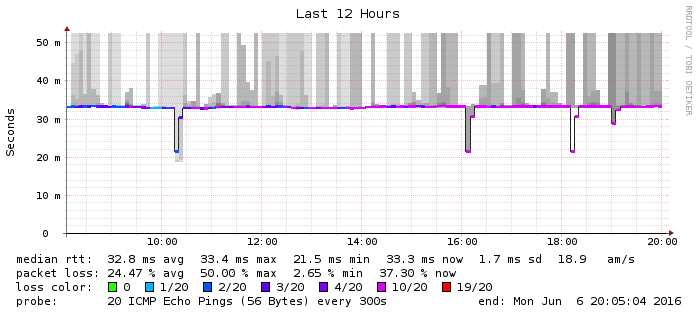 Last 12 Hours
RRDTOOL / TOBI OETIKER
Seconds
50 m
40 m
30 m
20 m
10 m
0
10:00 12:00 14:00 16:00 18:00 20:00
median rtt: 32.8 ms avg 33.4 ms max 21.5 ms min 33.3 ms now 1.7 ms sd 18.9 am/s
packet loss: 24.47 % avg 50.00 % max 2.65 % min 37.30 % now
loss color: 0 1/20 2/20 3/20 4/20 10/20 19/20
probe: 20 ICMP Echo Pings (56 Bytes) every 300s end: Mon Jun 6 20:05:04 2016